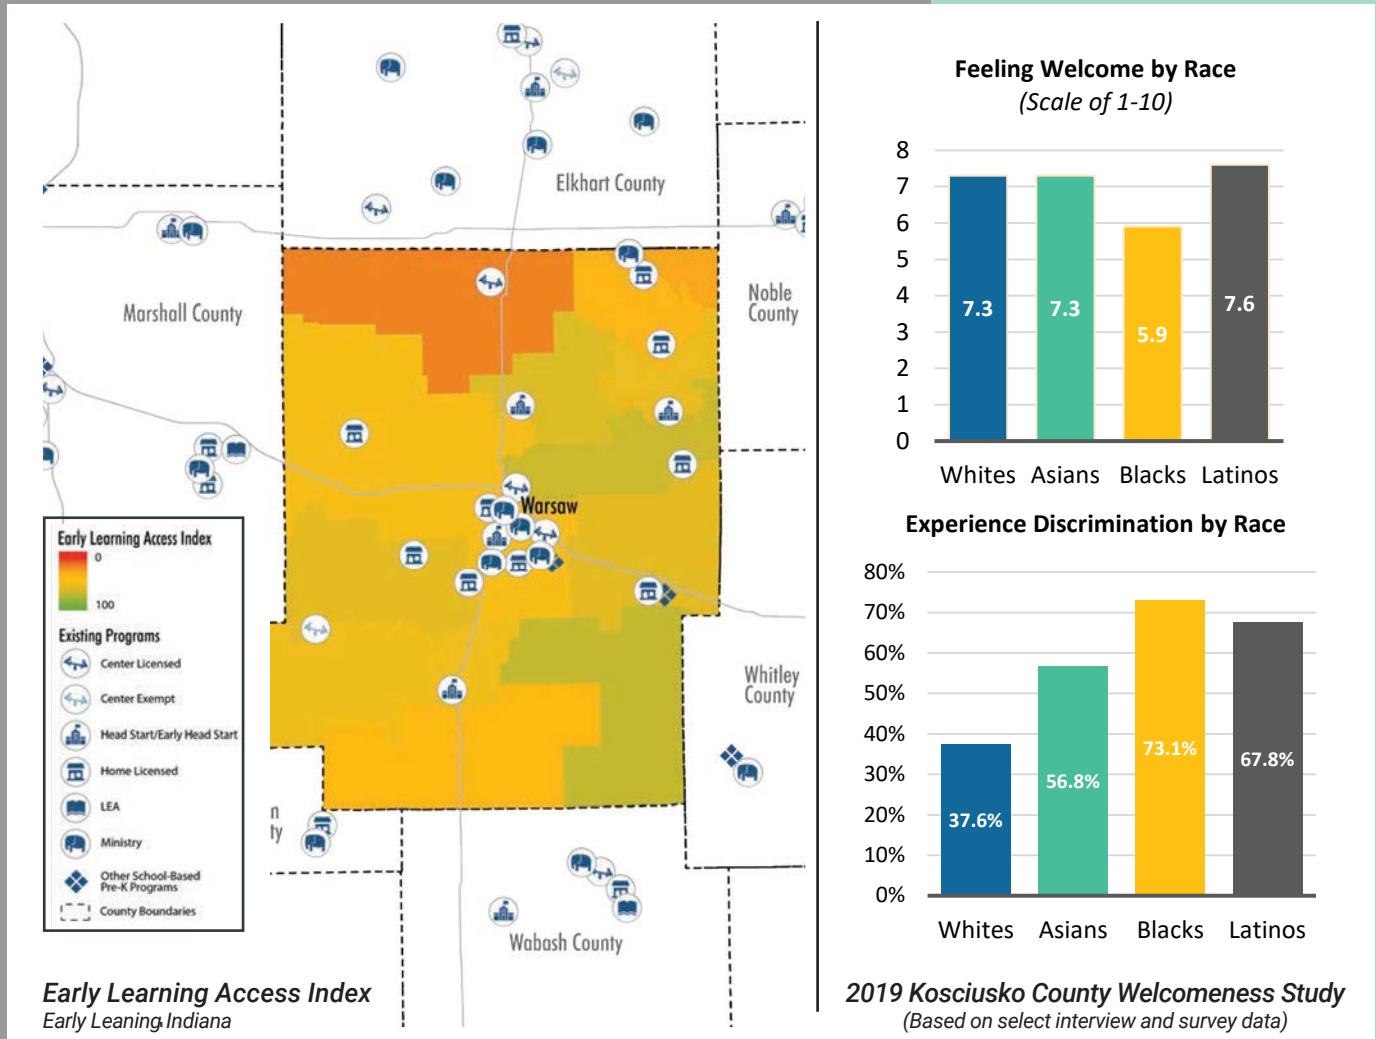 Elkhart County
Marshall County
Noble
County
Warsaw
Whitley
County
n
ty
Wabash County
Early Learning Access Index
0
100
Existing Programs
Center Licensed
Center Exempt
Head Start/Early Head Start
Home Licensed
LEA
Ministry
Other School-Based
Pre-K Programs
County Boundaries
Early Learning Access Index
Early Leaning Indiana
Feeling Welcome by Race
(Scale of 1-10)
8
7
6
5
4
3
2
1
0
7.3
7.3
5.9
7.6
Whites Asians Blacks Latinos
Experience Discrimination by Race
80%
70%
60%
50%
40%
30%
20%
10%
0%
37.6%
56.8%
73.1%
67.8%
Whites Asians Blacks Latinos
2019 Kosciusko County Welcomeness Study
(Based on select interview and survey data)